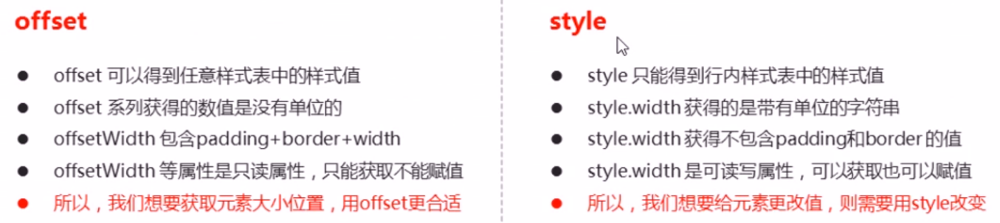 offset
offset 可以得到任意样式表中的样式值
offset 系列获得的数值是没有单位的
offsetWidth 包含padding+border+width
offsetWidth 等属性是只读属性，只能获取不能赋值
所以，我们想要获取元素大小位置，用offset更合适
style
style 只能得到行内样式表中的样式值
style.width 获得的是带有单位的字符串
style.width 获得不包含padding和border 的值
style.width 是可读写属性，可以获取也可以赋值
所以，我们想要给元素更改值，则需要用style改变